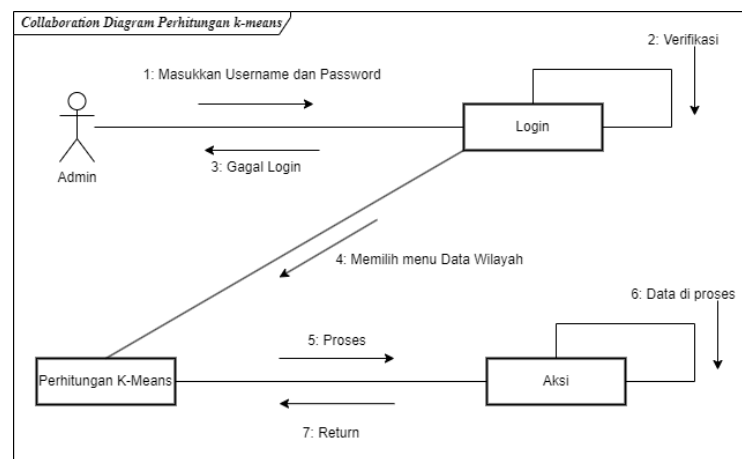 Collaboration Diagram Perhitungan k-means
2: Verifikasi
1: Masukkan Username dan Password
Login
3: Gagal Login
Admin
4: Memilih menu Data Wilayah
6: Data di proses
5: Proses
Perhitungan K-Means
Aksi
7: Return